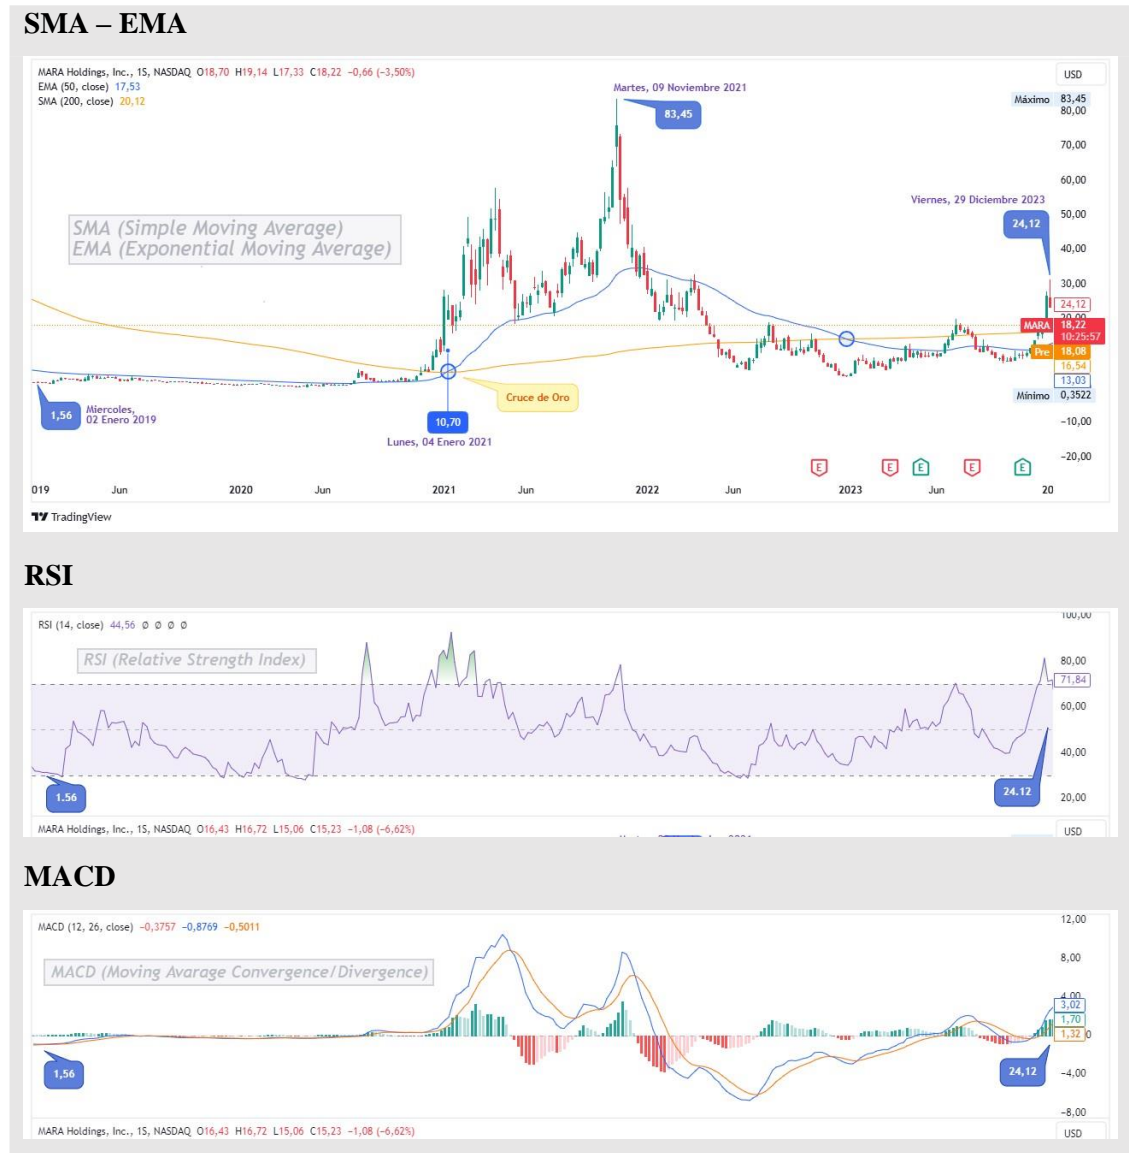 SMA – EMA
MARA Holdings, Inc., 1S, NASDAQ O18,70 H19,14 L17,33 C18,22 −0,66 (−3,50%)
EMA (50, close) 17,53
SMA (200, close) 20,12
USD
Martes, 09 Noviembre 2021
83,45
Máximo 83,45
80,00
70,00
60,00
Viernes, 29 Diciembre 2023
24,12
50,00
SMA (Simple Moving Average)
EMA (Exponential Moving Average)
40,00
30,00
24,12
20,00
MARA 18,22
10:25:57
Pre 18,08
16,54
13,03
Mínimo 0,3522
1,56
Miercoles,
02 Enero 2019
Cruce de Oro
10,70
Lunes, 04 Enero 2021
−10,00
−20,00
E E E E E
019 Jun 2020 Jun 2021 Jun 2022 Jun 2023 Jun 20
TradingView
RSI
RSI (14, close) 44,56 Ø Ø Ø Ø
100,00
RSI (Relative Strength Index)
80,00
71,84
60,00
40,00
20,00
1.56
24.12
MARA Holdings, Inc., 1S, NASDAQ O16,43 H16,72 L15,06 C15,23 −1,08 (−6,62%)
USD
MACD
MACD (12, 26, close) −0,3757 −0,8769 −0,5011
12,00
MACD (Moving Avarage Convergence/Divergence)
8,00
4,00
3,02
1,70
1,32
0
1,56
24,12
−4,00
−8,00
MARA Holdings, Inc., 1S, NASDAQ O16,43 H16,72 L15,06 C15,23 −1,08 (−6,62%)
USD